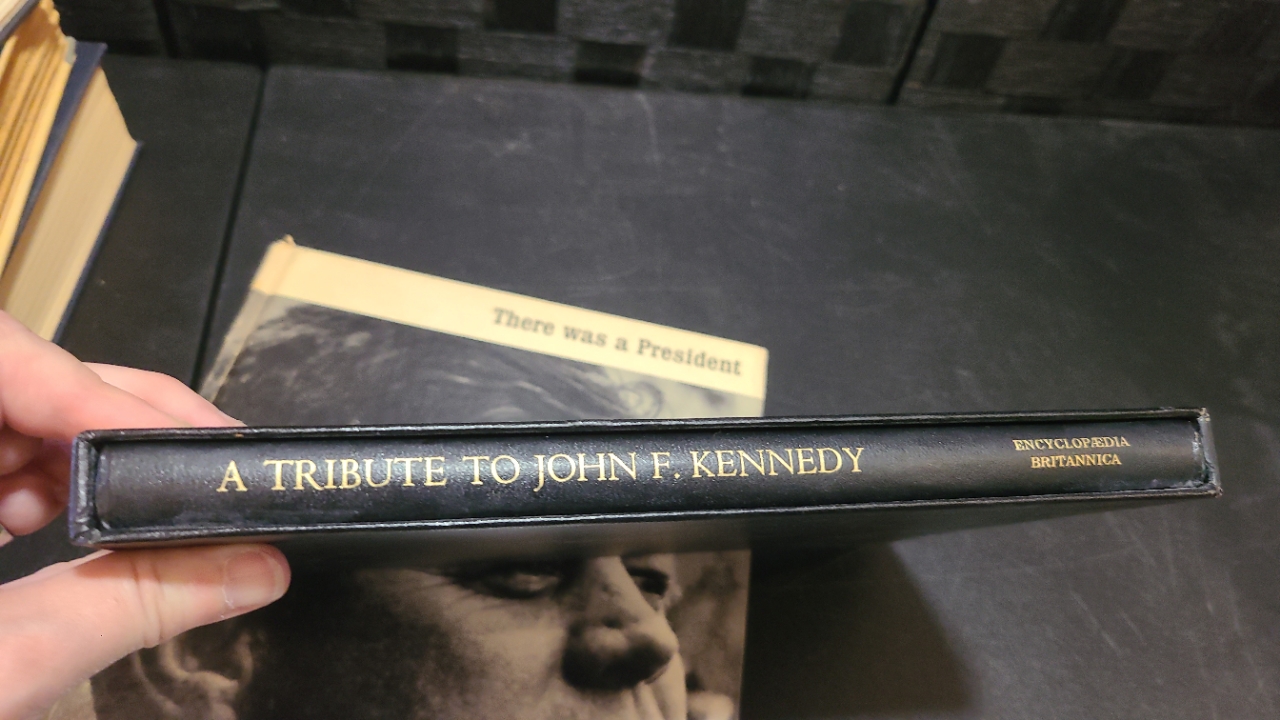 There was a President
A TRIBUTE TO JOHN F. KENNEDY
ENCYCLOPÆDIA
BRITANNICA